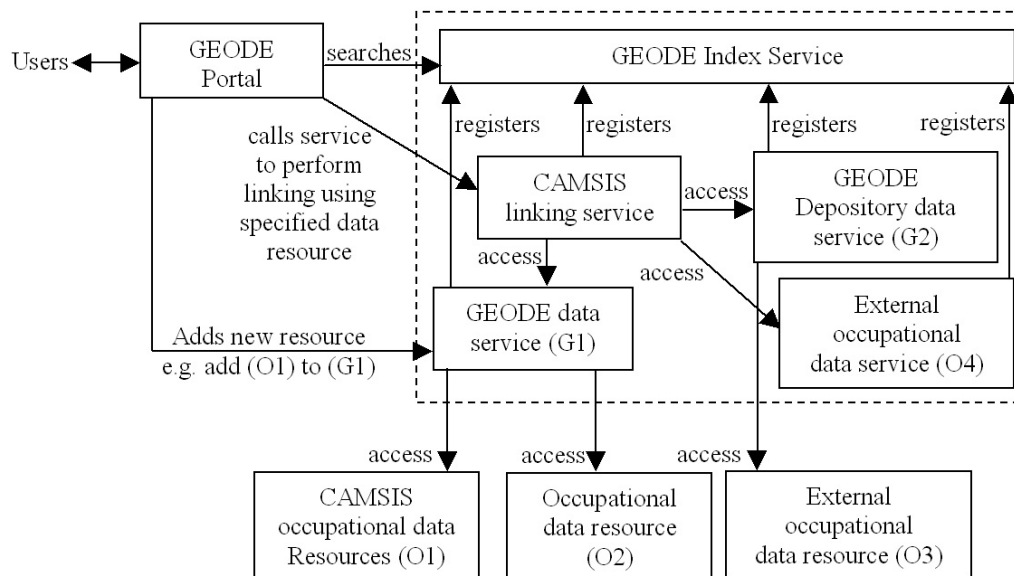 Users
GEODE
Portal
searches
GEODE Index Service
registers
registers
registers
registers
calls service
to perform
linking using
specified data
resource
CAMSIS
linking service
access
GEODE
Depository data
service (G2)
access
access
GEODE data
service (G1)
External
occupational
data service (O4)
Adds new resource
e.g. add (O1) to (G1)
access
access
access
CAMSIS
occupational data
Resources (O1)
Occupational
data resource
(O2)
External
occupational
data resource (O3)